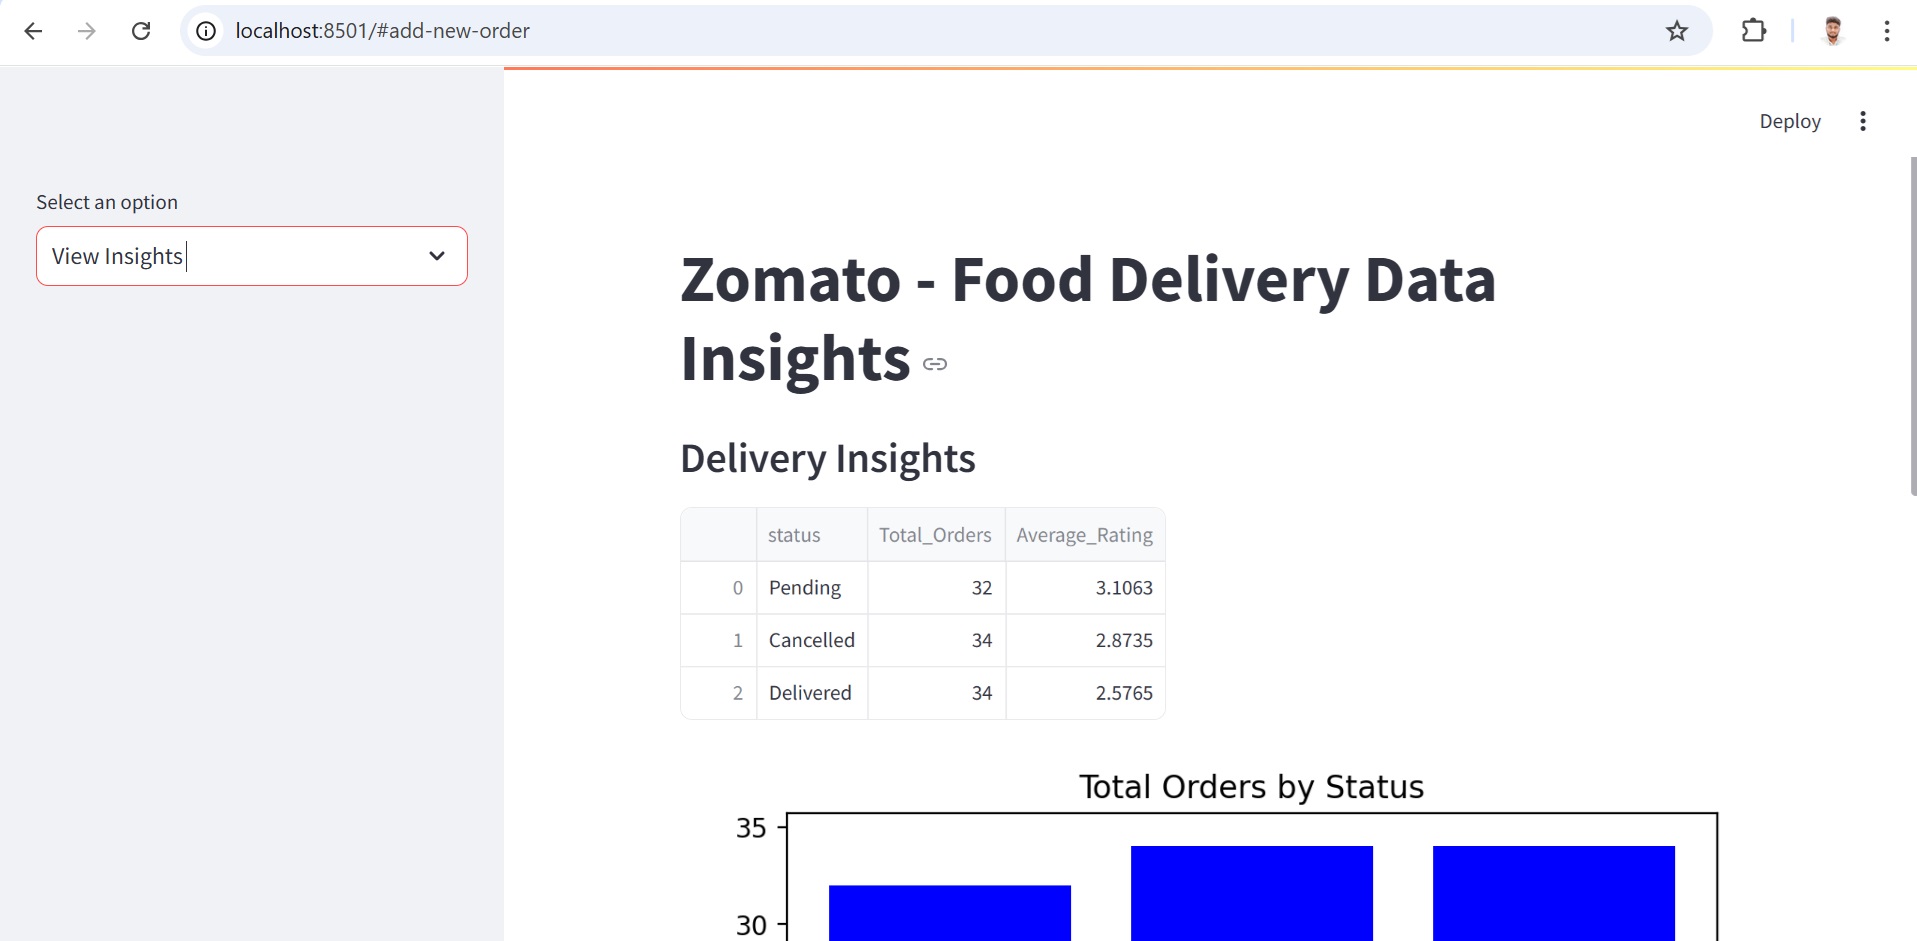 localhost:8501/#add-new-order
Deploy
Select an option
View Insights
Zomato - Food Delivery Data
Insights
Delivery Insights
status Total_Orders Average_Rating
0 Pending 32 3.1063
1 Cancelled 34 2.8735
2 Delivered 34 2.5765
Total Orders by Status
35
30